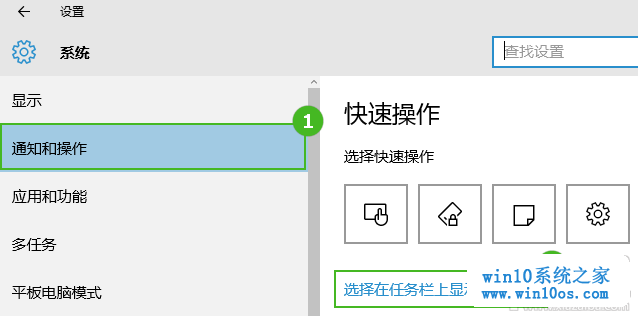 设置
系统
查找设置
显示
通知和操作
1
应用和功能
多任务
平板电脑模式
快速操作
选择快速操作
选择在任务栏上显
win10系统之家
www.win10os.com